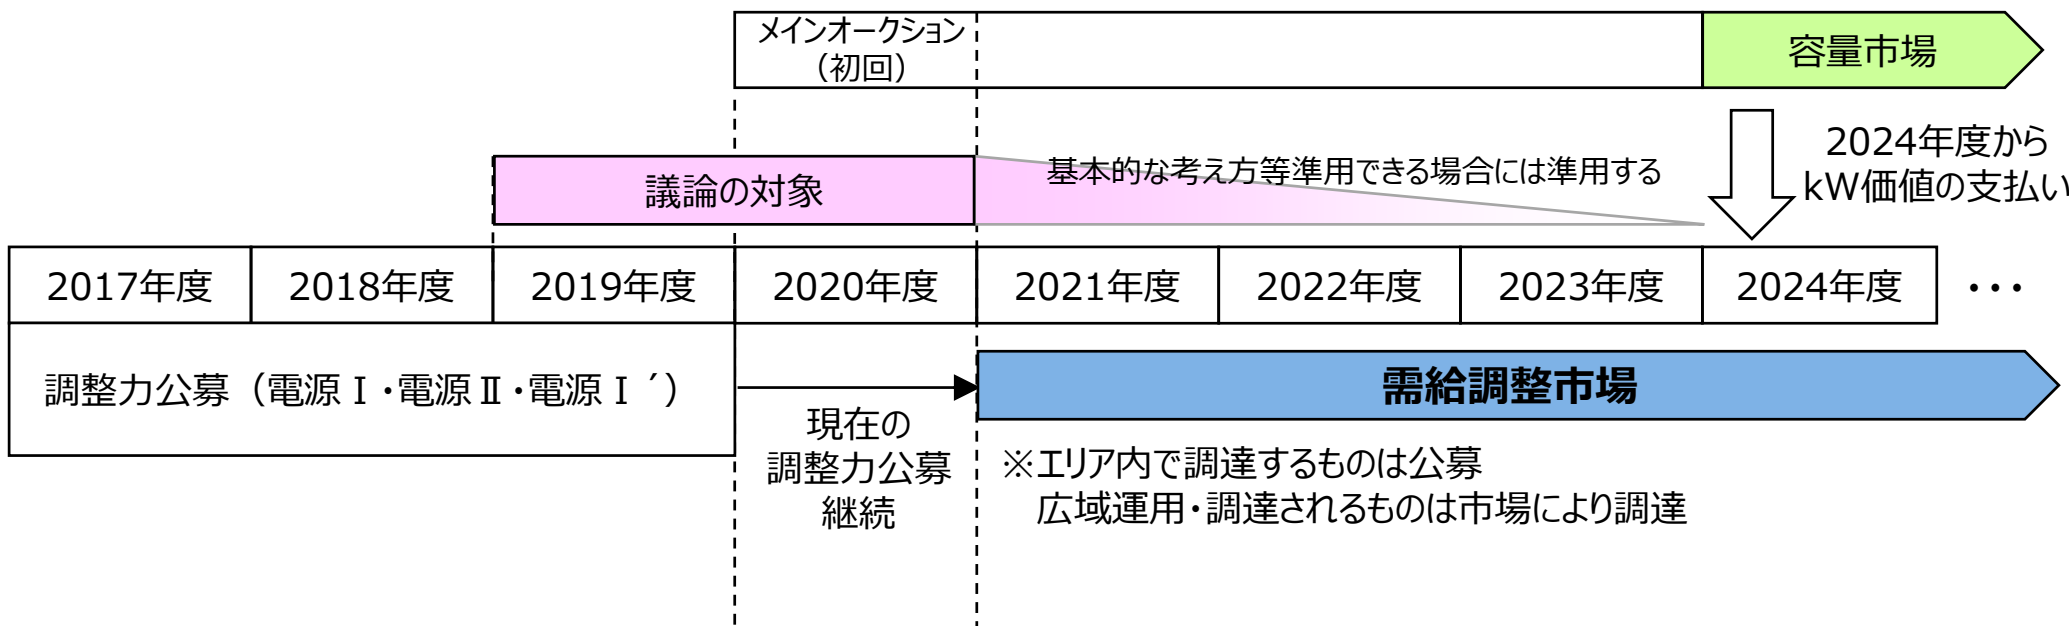 メインオークション
（初回）
容量市場
2024年度から
kW価値の支払い
議論の対象
基本的な考え方等準用できる場合には準用する
2017年度
2018年度
2019年度
2020年度
2021年度
2022年度
2023年度
2024年度
・・・
調整力公募（電源Ⅰ・電源Ⅱ・電源Ⅰ´）
需給調整市場
現在の
調整力公募
継続
※エリア内で調達するものは公募
広域運用・調達されるものは市場により調達